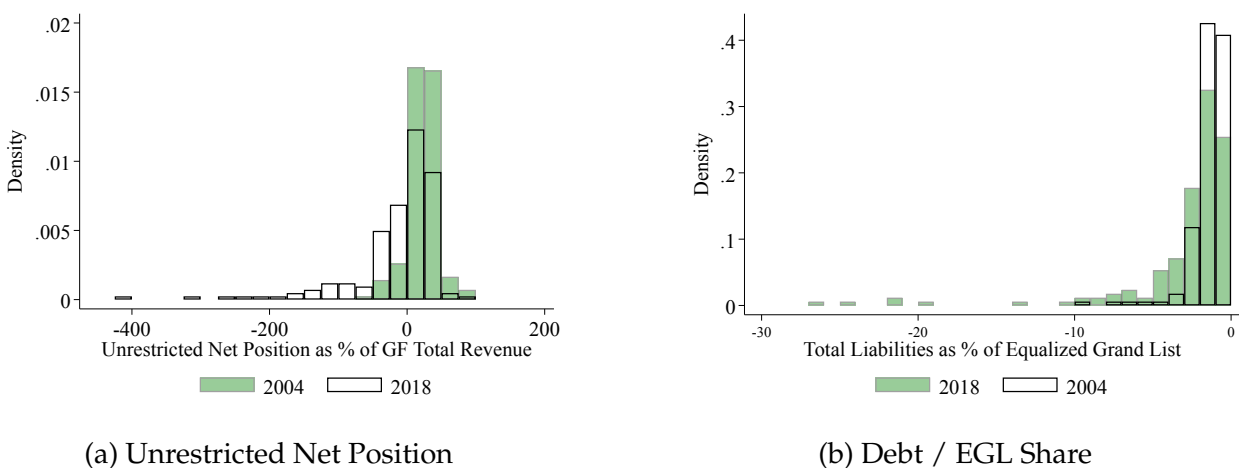 .02
.015
.01
.005
0
Density
-400 -200 0 200
Unrestricted Net Position as % of GF Total Revenue
2004 2018
(a) Unrestricted Net Position
.4
.3
.2
.1
0
Density
-30 -20 -10 0
Total Liabilities as % of Equalized Grand List
2018 2004
(b) Debt / EGL Share